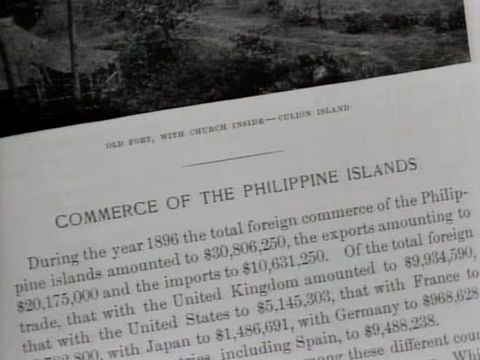 OLD FORT, WITH CHURCH INSIDE—CULION ISLAND
COMMERCE OF THE PHILIPPINE ISLANDS
During the year 1896 the total foreign commerce of the Philip-
pine islands amounted to $30,806,250, the exports amounting to
$20,175,000 and the imports to $10,631,250. Of the total foreign
trade, that with the United Kingdom amounted to $9,934,590,
that with the United States to $5,145,303, that with France to
with Japan to $1,486,691, with Germany to $968,628
including Spain, to $9,488,238.
these different